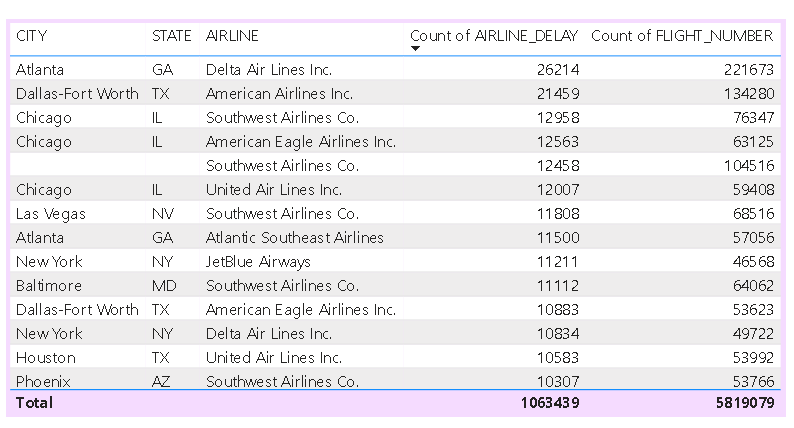 CITY STATE AIRLINE Count of AIRLINE_DELAY Count of FLIGHT_NUMBER
Atlanta GA Delta Air Lines Inc. 26214 221673
Dallas-Fort Worth TX American Airlines Inc. 21459 134280
Chicago IL Southwest Airlines Co. 12958 76347
Chicago IL American Eagle Airlines Inc. 12563 63125
Southwest Airlines Co. 12458 104516
Chicago IL United Air Lines Inc. 12007 59408
Las Vegas NV Southwest Airlines Co. 11808 68516
Atlanta GA Atlantic Southeast Airlines 11500 57056
New York NY JetBlue Airways 11211 46568
Baltimore MD Southwest Airlines Co. 11112 64062
Dallas-Fort Worth TX American Eagle Airlines Inc. 10883 53623
New York NY Delta Air Lines Inc. 10834 49722
Houston TX United Air Lines Inc. 10583 53992
Phoenix AZ Southwest Airlines Co. 10307 53766
Total 1063439 5819079